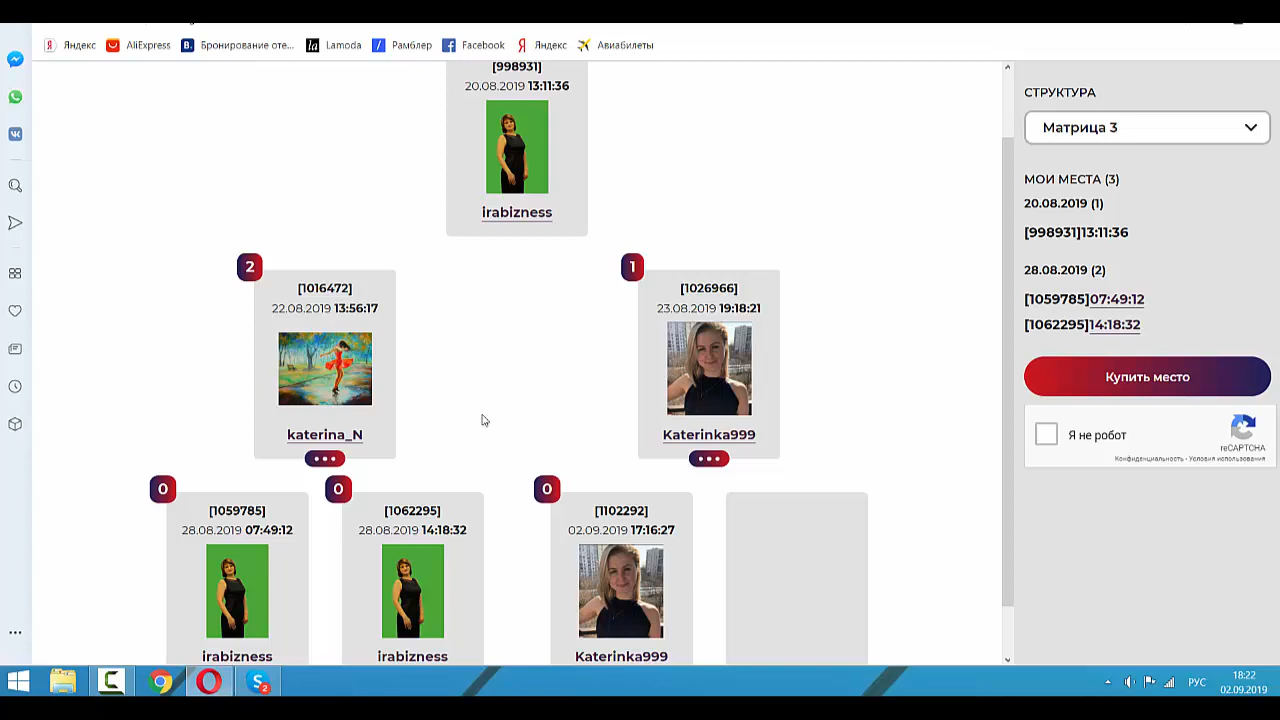 Яндекс AliExpress Бронирование оте... Lamoda Рамблер Facebook Яндекс Авиабилеты
[998931]
20.08.2019 13:11:36
irabizness
2
[1016472]
22.08.2019 13:56:17
katerina_N
1
[1026966]
23.08.2019 19:18:21
Katerinka999
0
[1059785]
28.08.2019 07:49:12
irabizness
0
[1062295]
28.08.2019 14:18:32
irabizness
0
[1102292]
02.09.2019 17:16:27
Katerinka999
СТРУКТУРА
Матрица 3
МОИ МЕСТА (3)
20.08.2019 (1)
[998931]13:11:36
28.08.2019 (2)
[1059785]07:49:12
[1062295]14:18:32
Купить место
Я не робот
reCAPTCHA
Конфиденциальность - Условия использования
РУС
18:22
02.09.2019